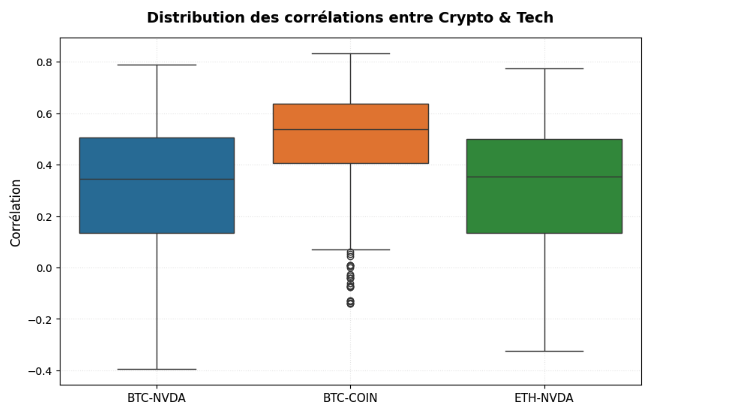 Distribution des corrélations entre Crypto & Tech
Corrélation
0.8
0.6
0.4
0.2
0.0
−0.2
−0.4
BTC-NVDA
BTC-COIN
ETH-NVDA